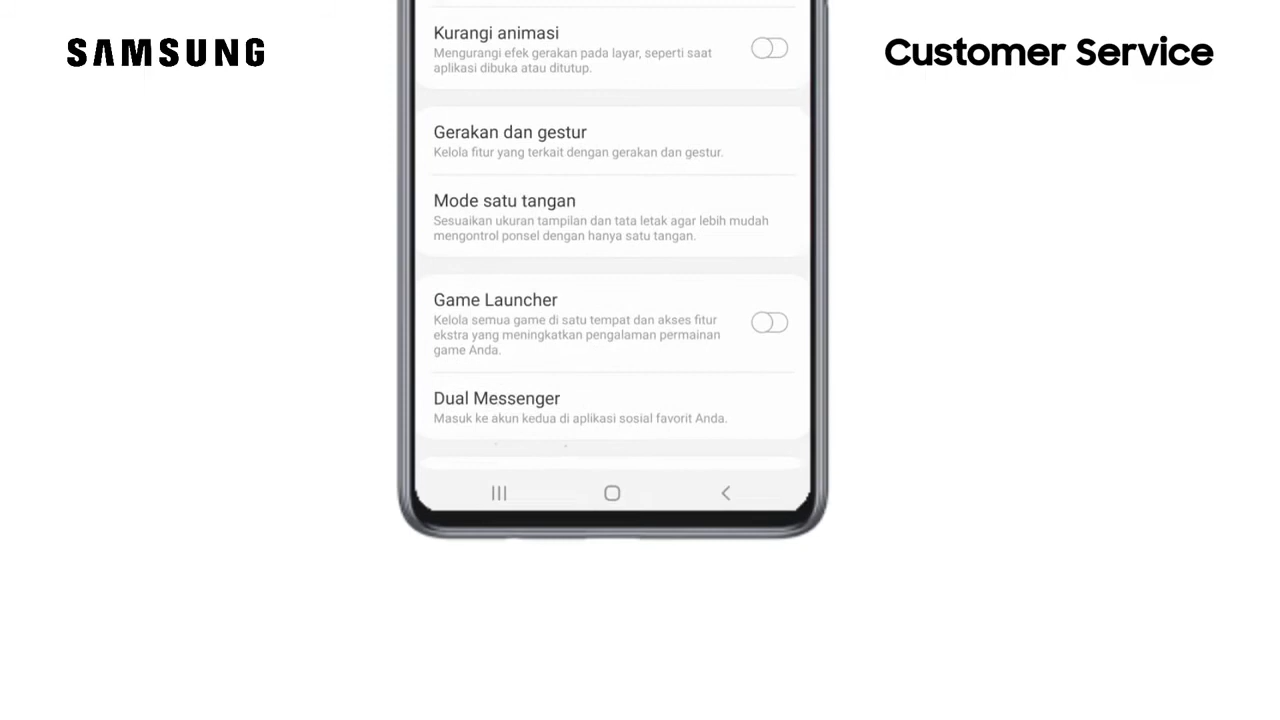 SAMSUNG
Customer Service
Kurangi animasi
Mengurangi efek gerakan pada layar, seperti saat
aplikasi dibuka atau ditutup.
Gerakan dan gestur
Kelola fitur yang terkait dengan gerakan dan gestur.
Mode satu tangan
Sesuaikan ukuran tampilan dan tata letak agar lebih mudah
mengontrol ponsel dengan hanya satu tangan.
Game Launcher
Kelola semua game di satu tempat dan akses fitur
ekstra yang meningkatkan pengalaman permainan
game Anda.
Dual Messenger
Masuk ke akun kedua di aplikasi sosial favorit Anda.